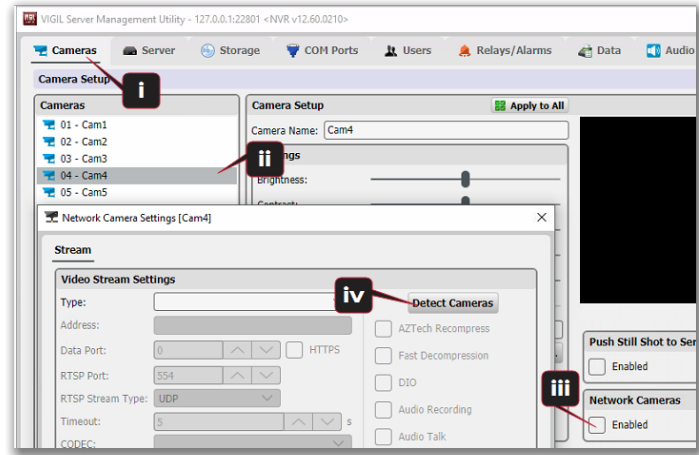 VIGIL Server Management Utility - 127.0.0.1:22801 <NVR v12.60.0210>
Cameras Server Storage COM Ports Users Relays/Alarms Data Audio
Camera Setup
i
Cameras
01 - Cam1
02 - Cam2
03 - Cam3
04 - Cam4
05 - Cam5
ii
Camera Setup Apply to All
Camera Name: Cam4
Brightness:
Network Camera Settings [Cam4]
Stream
Video Stream Settings
Type:
iv
Detect Cameras
Address:
AZTech Recompress
Data Port: 0 HTTPS
Fast Decompression
RTSP Port: 554
DIO
RTSP Stream Type: UDP
Audio Recording
Timeout: 5 s
Audio Talk
CODEC:
Push Still Shot to Ser
Enabled
iii
Network Cameras
Enabled